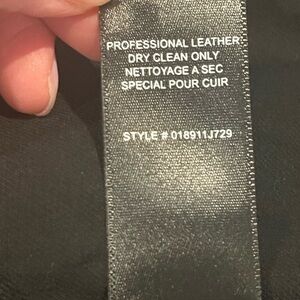 PROFESSIONAL LEATHER
DRY CLEAN ONLY
NETTOYAGE A SEC
SPECIAL POUR CUIR
STYLE # 018911J729